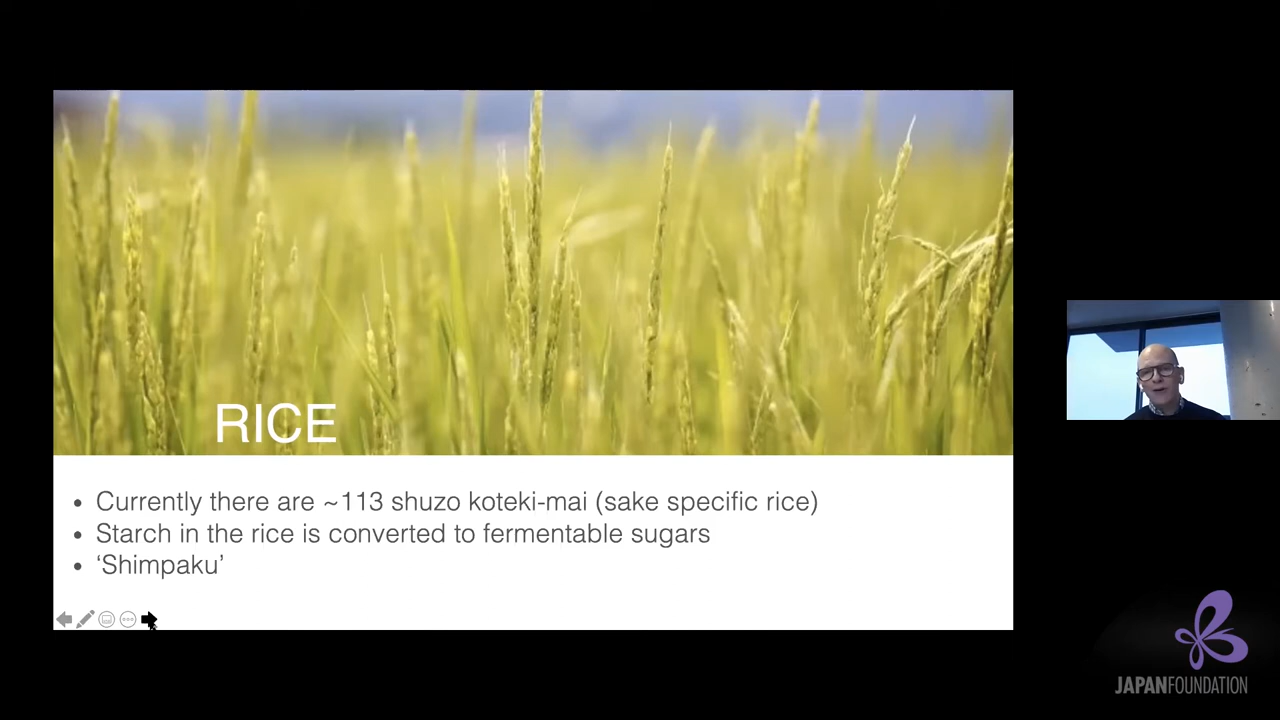 RICE
• Currently there are ~113 shuzo koteki-mai (sake specific rice)
• Starch in the rice is converted to fermentable sugars
• ‘Shimpaku’
JAPANFOUNDATION